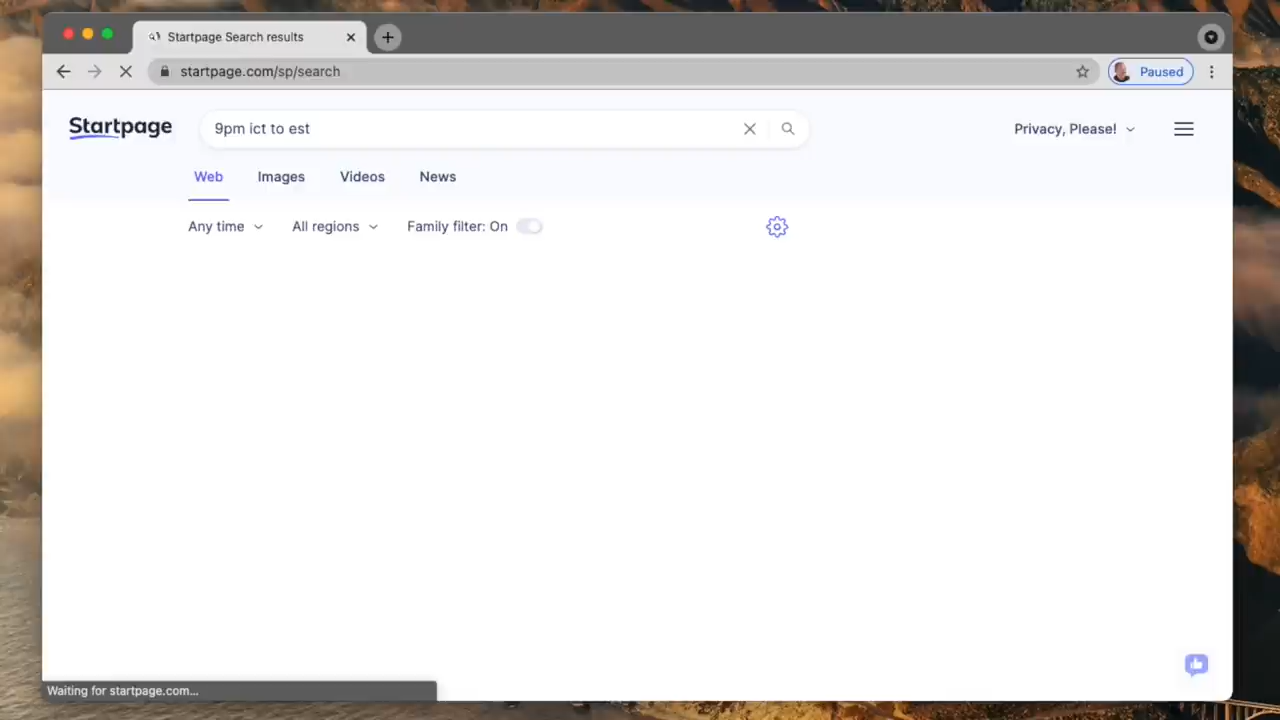 Startpage Search results
startpage.com/sp/search
Paused
Startpage
9pm ict to est
Privacy, Please!
Web
Images
Videos
News
Any time
All regions
Family filter: On
Waiting for startpage.com...